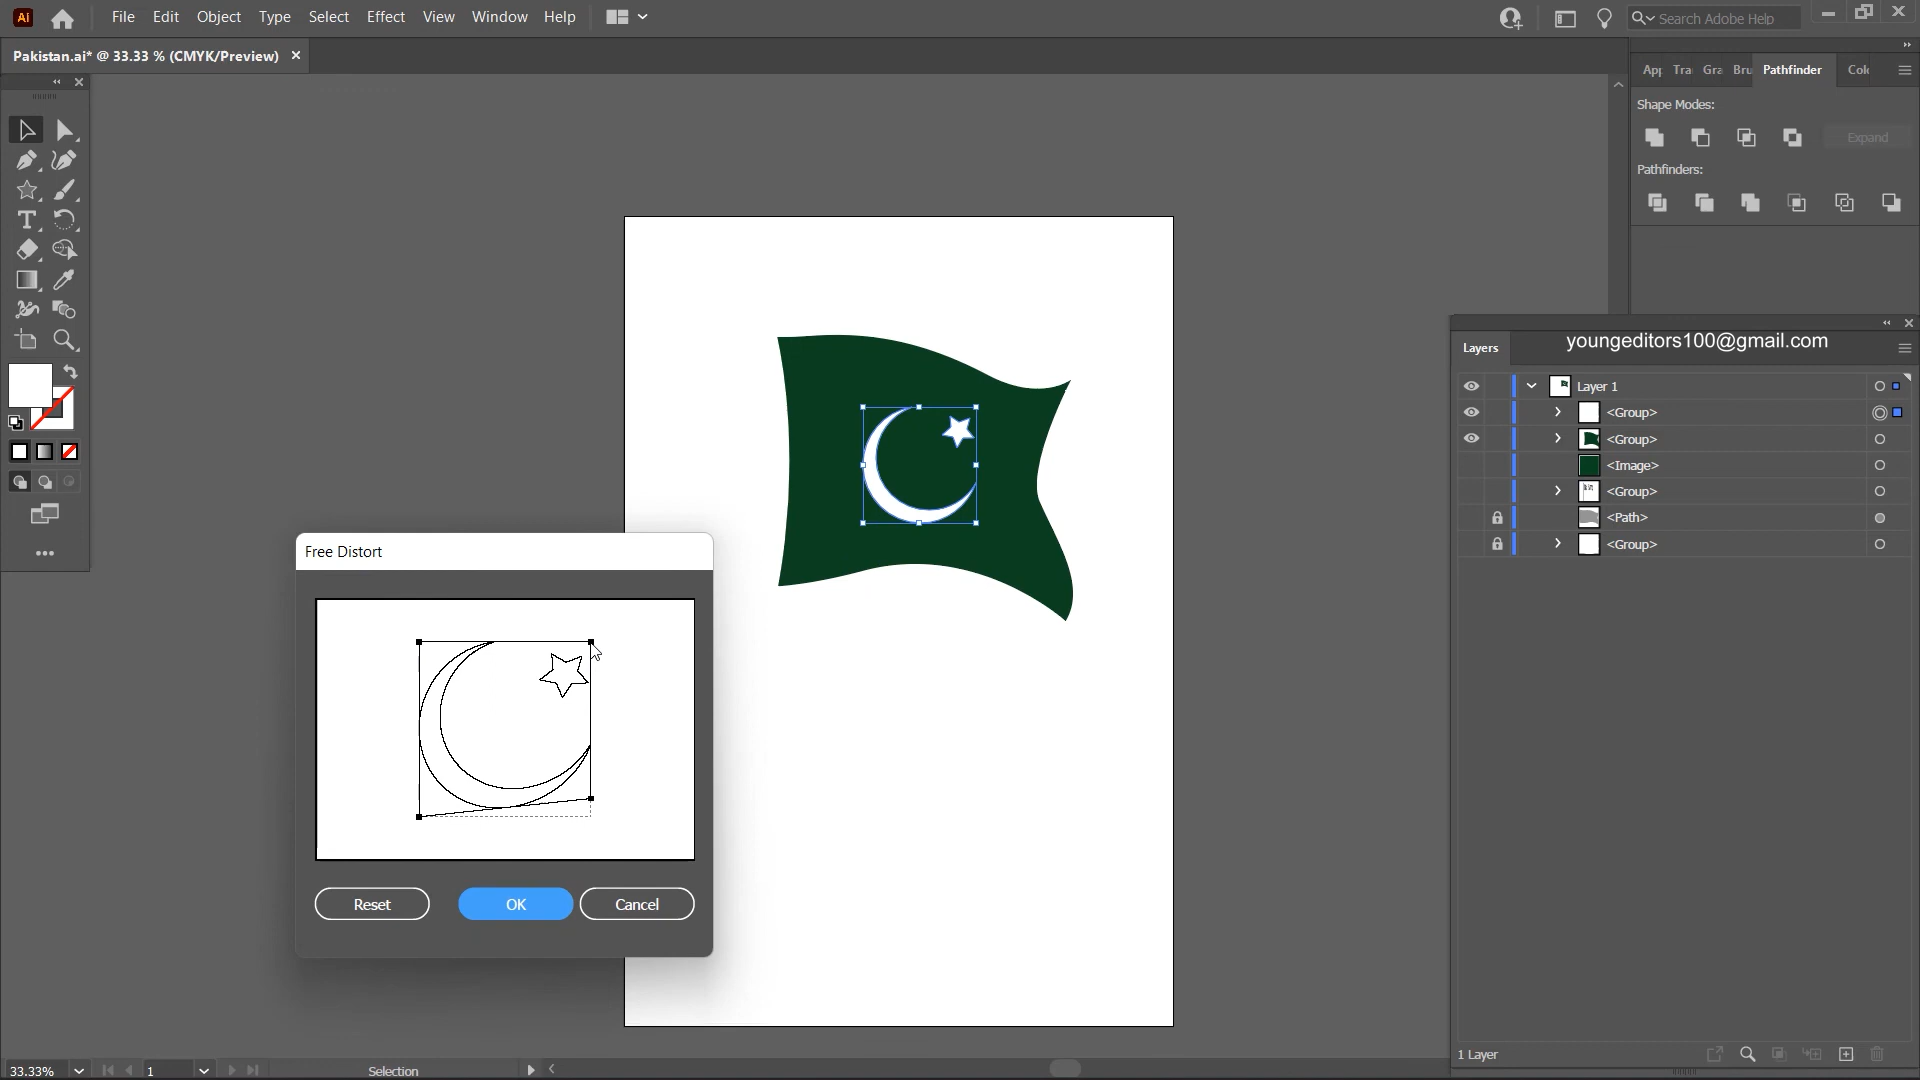 Ai File Edit Object Type Select Effect View Window Help Search Adobe Help
Pakistan.ai* @ 33.33 % (CMYK/Preview)
Pathfinder
Shape Modes:
Expand
Pathfinders:
youngeditors100@gmail.com
Layers
Layer 1
<Group>
<Group>
<Image>
<Group>
<Path>
<Group>
Free Distort
Reset OK Cancel
1 Layer
33.33% 1 Selection